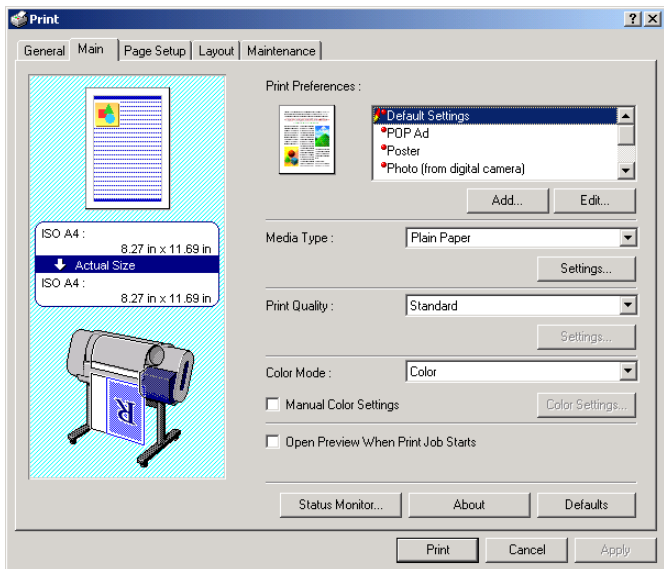 Print
General Main Page Setup Layout Maintenance
Print Preferences :
Default Settings
POP Ad
Poster
Photo (from digital camera)
Add... Edit...
ISO A4 :
8.27 in x 11.69 in
Actual Size
ISO A4 :
8.27 in x 11.69 in
R
Media Type : Plain Paper
Settings...
Print Quality : Standard
Settings...
Color Mode : Color
Manual Color Settings Color Settings...
Open Preview When Print Job Starts
Status Monitor... About Defaults
Print Cancel Apply